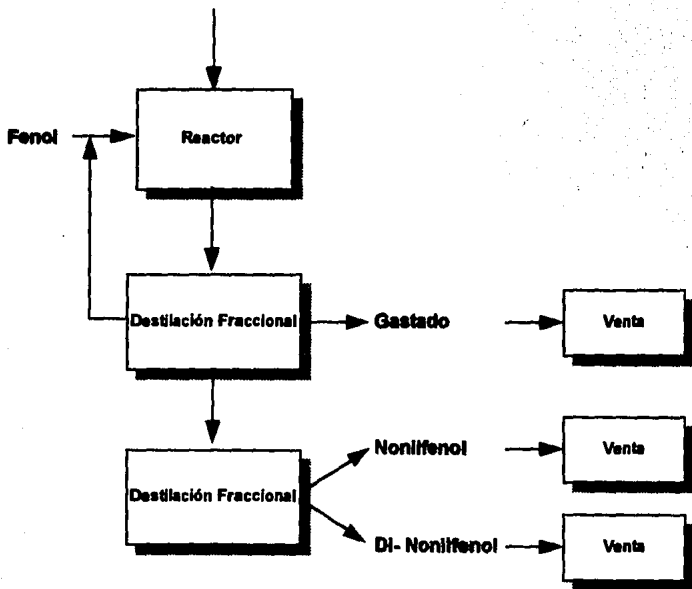 Fenol
Reactor
Destilación Fraccional
Gastado
Venta
Destilación Fraccional
Nonilfenol
Venta
Di- Nonilfenol
Venta